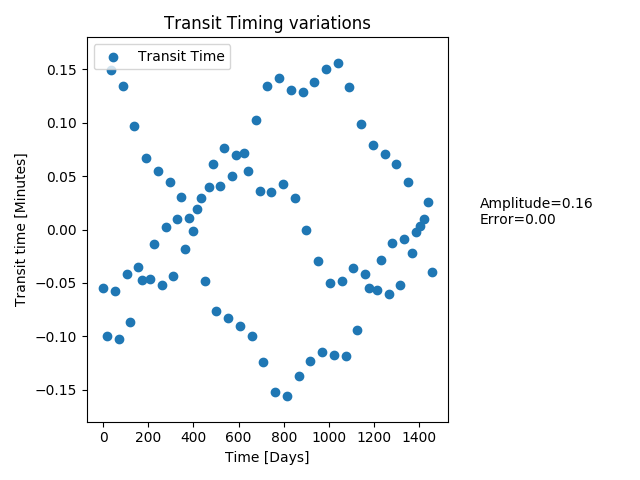 Transit Timing variations
Transit Time
0.15
0.10
0.05
0.00
−0.05
−0.10
−0.15
Transit time [Minutes]
0 200 400 600 800 1000 1200 1400
Time [Days]
Amplitude=0.16
Error=0.00